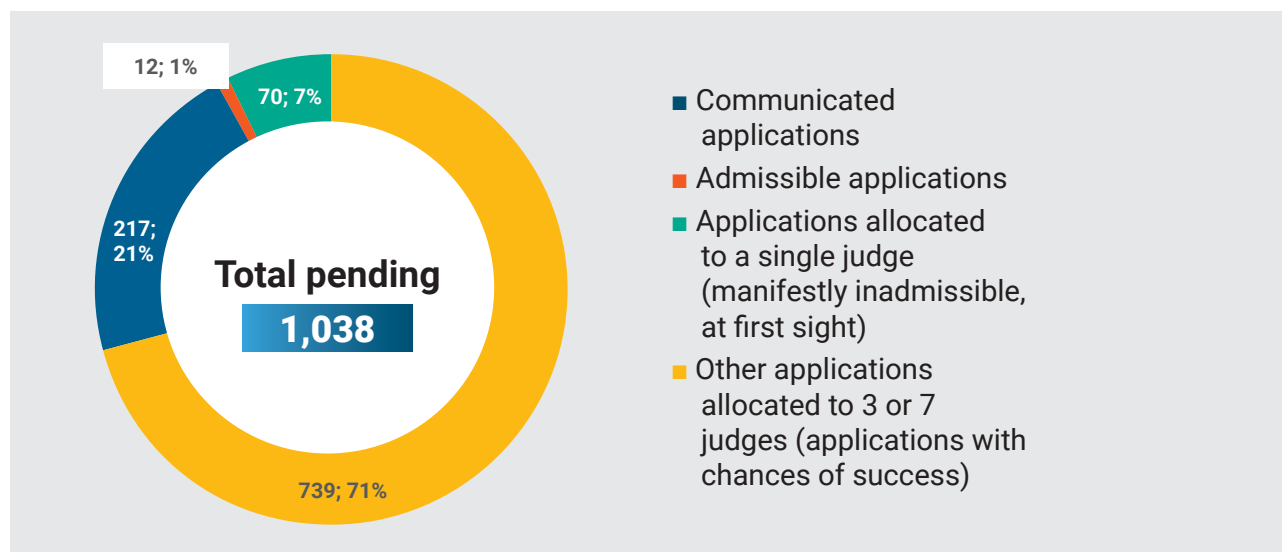 12; 1%
70; 7%
217;
21%
Total pending
1,038
739; 71%
Communicated
applications
Admissible applications
Applications allocated
to a single judge
(manifestly inadmissible,
at first sight)
Other applications
allocated to 3 or 7
judges (applications with
chances of success)